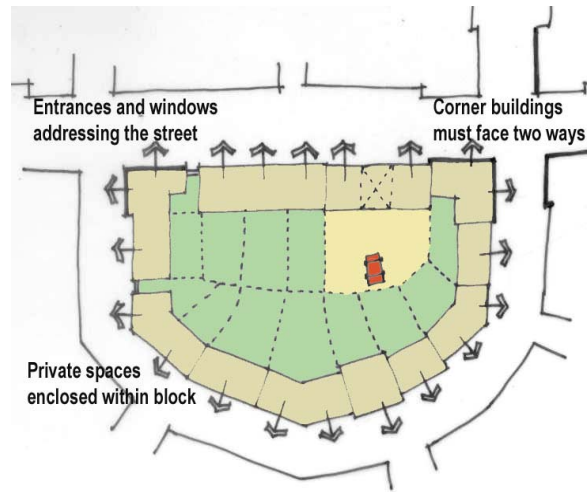 Entrances and windows
addressing the street
Corner buildings
must face two ways
Private spaces
enclosed within block